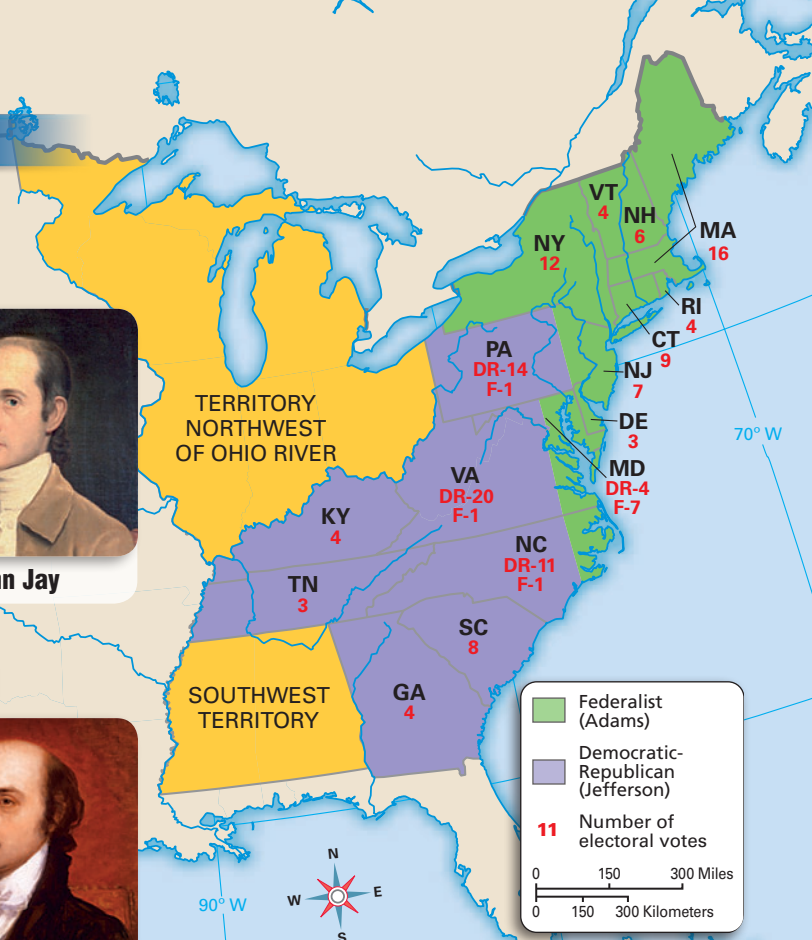 VT
4
NH
6
MA
16
NY
12
RI
4
CT
9
PA
DR-14
F-1
NJ
7
TERRITORY
NORTHWEST
OF OHIO RIVER
DE
3
70° W
MD
DR-4
F-7
VA
DR-20
F-1
KY
4
NC
DR-11
F-1
TN
3
Jay
SC
8
SOUTHWEST
TERRITORY
GA
4
Federalist
(Adams)
Democratic-
Republican
(Jefferson)
11 Number of
electoral votes
0 150 300 Miles
0 150 300 Kilometers
N
W E
S
90° W